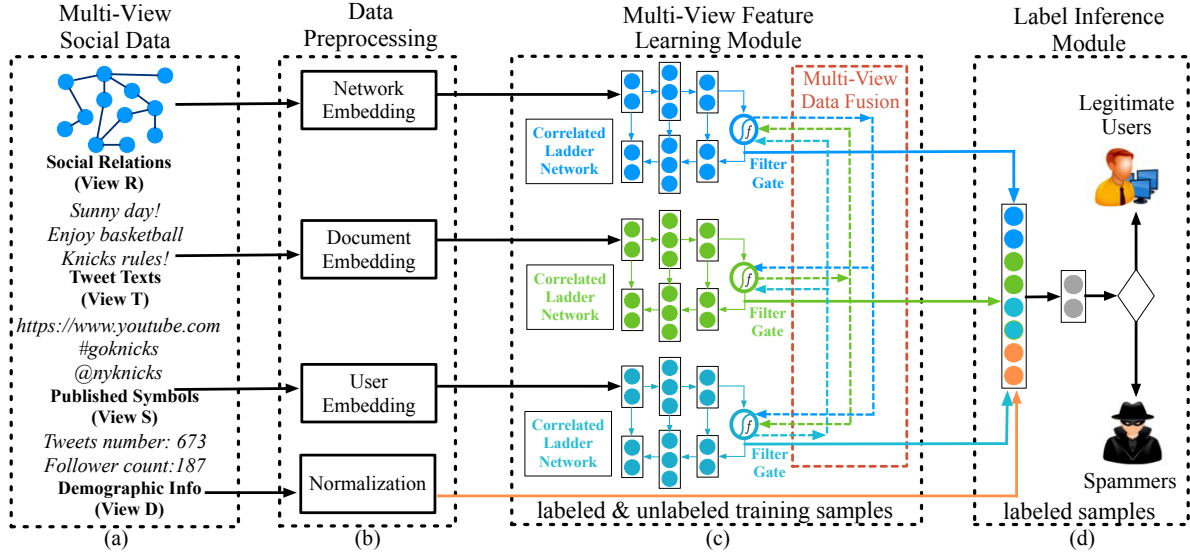 Multi-View
Social Data
Social Relations
(View R)
Sunny day!
Enjoy basketball
Knicks rules!
Tweet Texts
(View T)
https://www.youtube.com
#goknicks
@nyknicks
Published Symbols
(View S)
Tweets number: 673
Follower count:187
Demographic Info
(View D)
(a)
Data
Preprocessing
Network
Embedding
Document
Embedding
User
Embedding
Normalization
(b)
Multi-View Feature
Learning Module
Multi-View
Data Fusion
Correlated
Ladder
Network
∫f
Filter
Gate
Correlated
Ladder
Network
∫f
Filter
Gate
Correlated
Ladder
Network
∫f
Filter
Gate
labeled & unlabeled training samples
(c)
Label Inference
Module
Legitimate
Users
Spammers
labeled samples
(d)